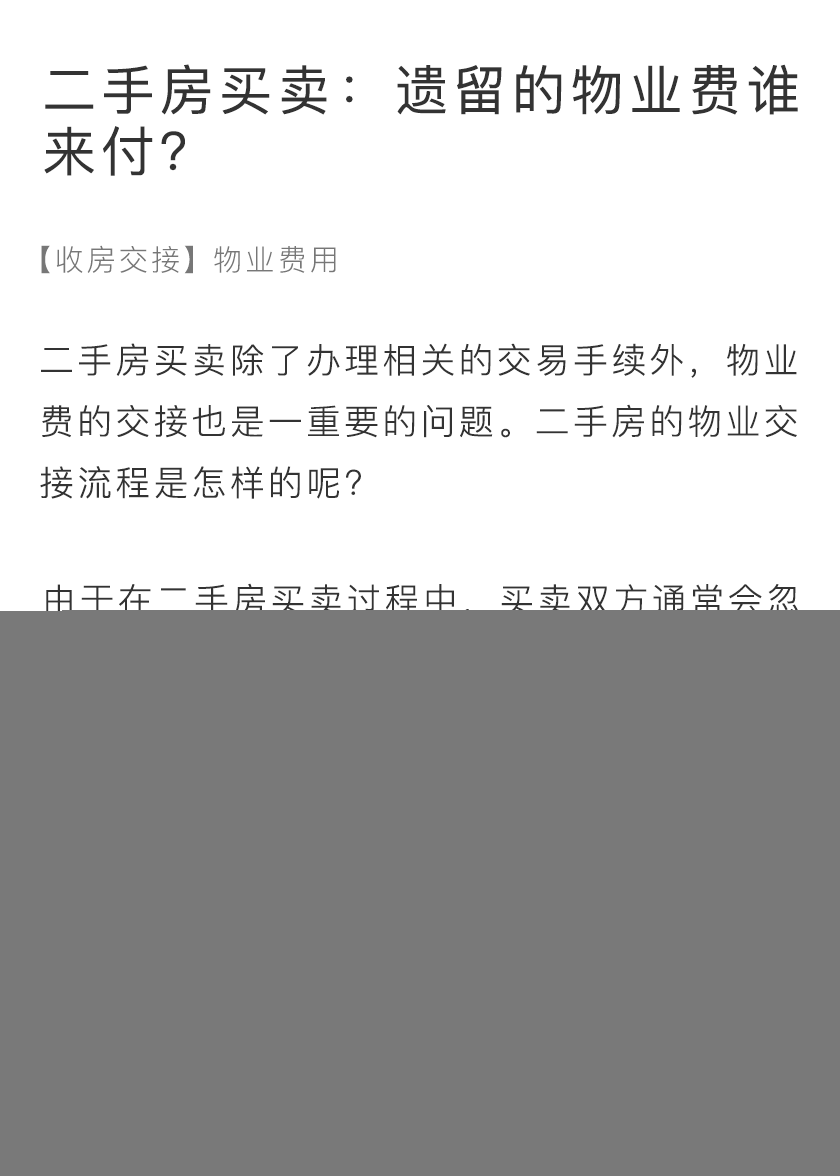 二手房买卖：遗留的物业费谁
来付？
【收房交接】物业费用
二手房买卖除了办理相关的交易手续外，物业
费的交接也是一重要的问题。二手房的物业交
接流程是怎样的呢？
由于在二手房买卖过程中，买卖双方通常会忽